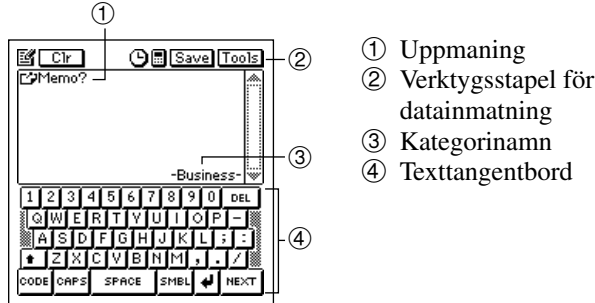 ①
Clr Save Tools ②
Memo?
③
-Business-
1 2 3 4 5 6 7 8 9 0 DEL
Q W E R T Y U I O P -
A S D F G H J K L ; : ④
Z X C V B N M , . /
CODE CAPS SPACE SMBL NEXT
① Uppmaning
② Verktygsstapel för
datainmatning
③ Kategorinamn
④ Texttangentbord